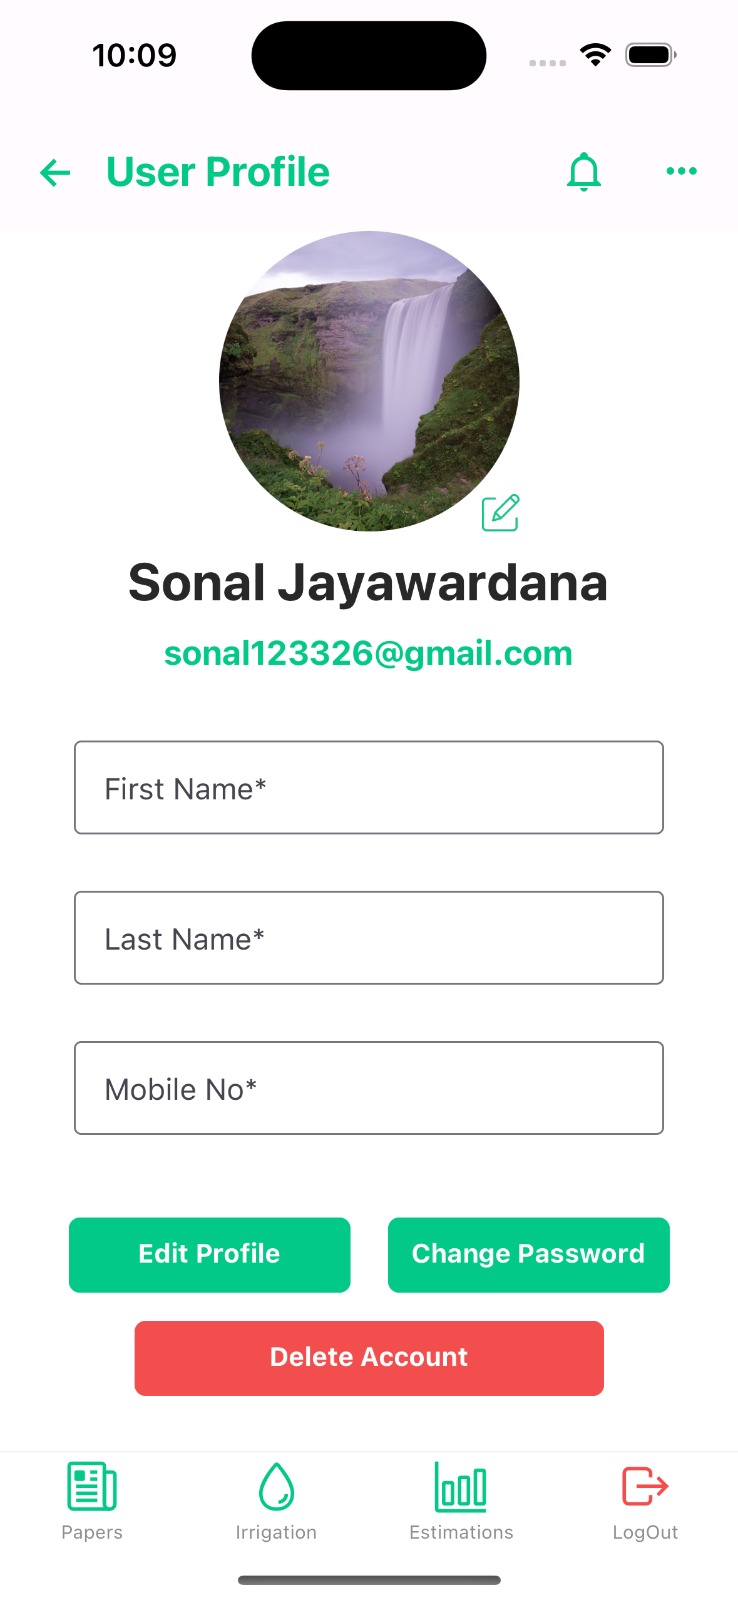 10:09
User Profile
Sonal Jayawardana
sonal123326@gmail.com
First Name*
Last Name*
Mobile No*
Edit Profile
Change Password
Delete Account
Papers
Irrigation
Estimations
LogOut